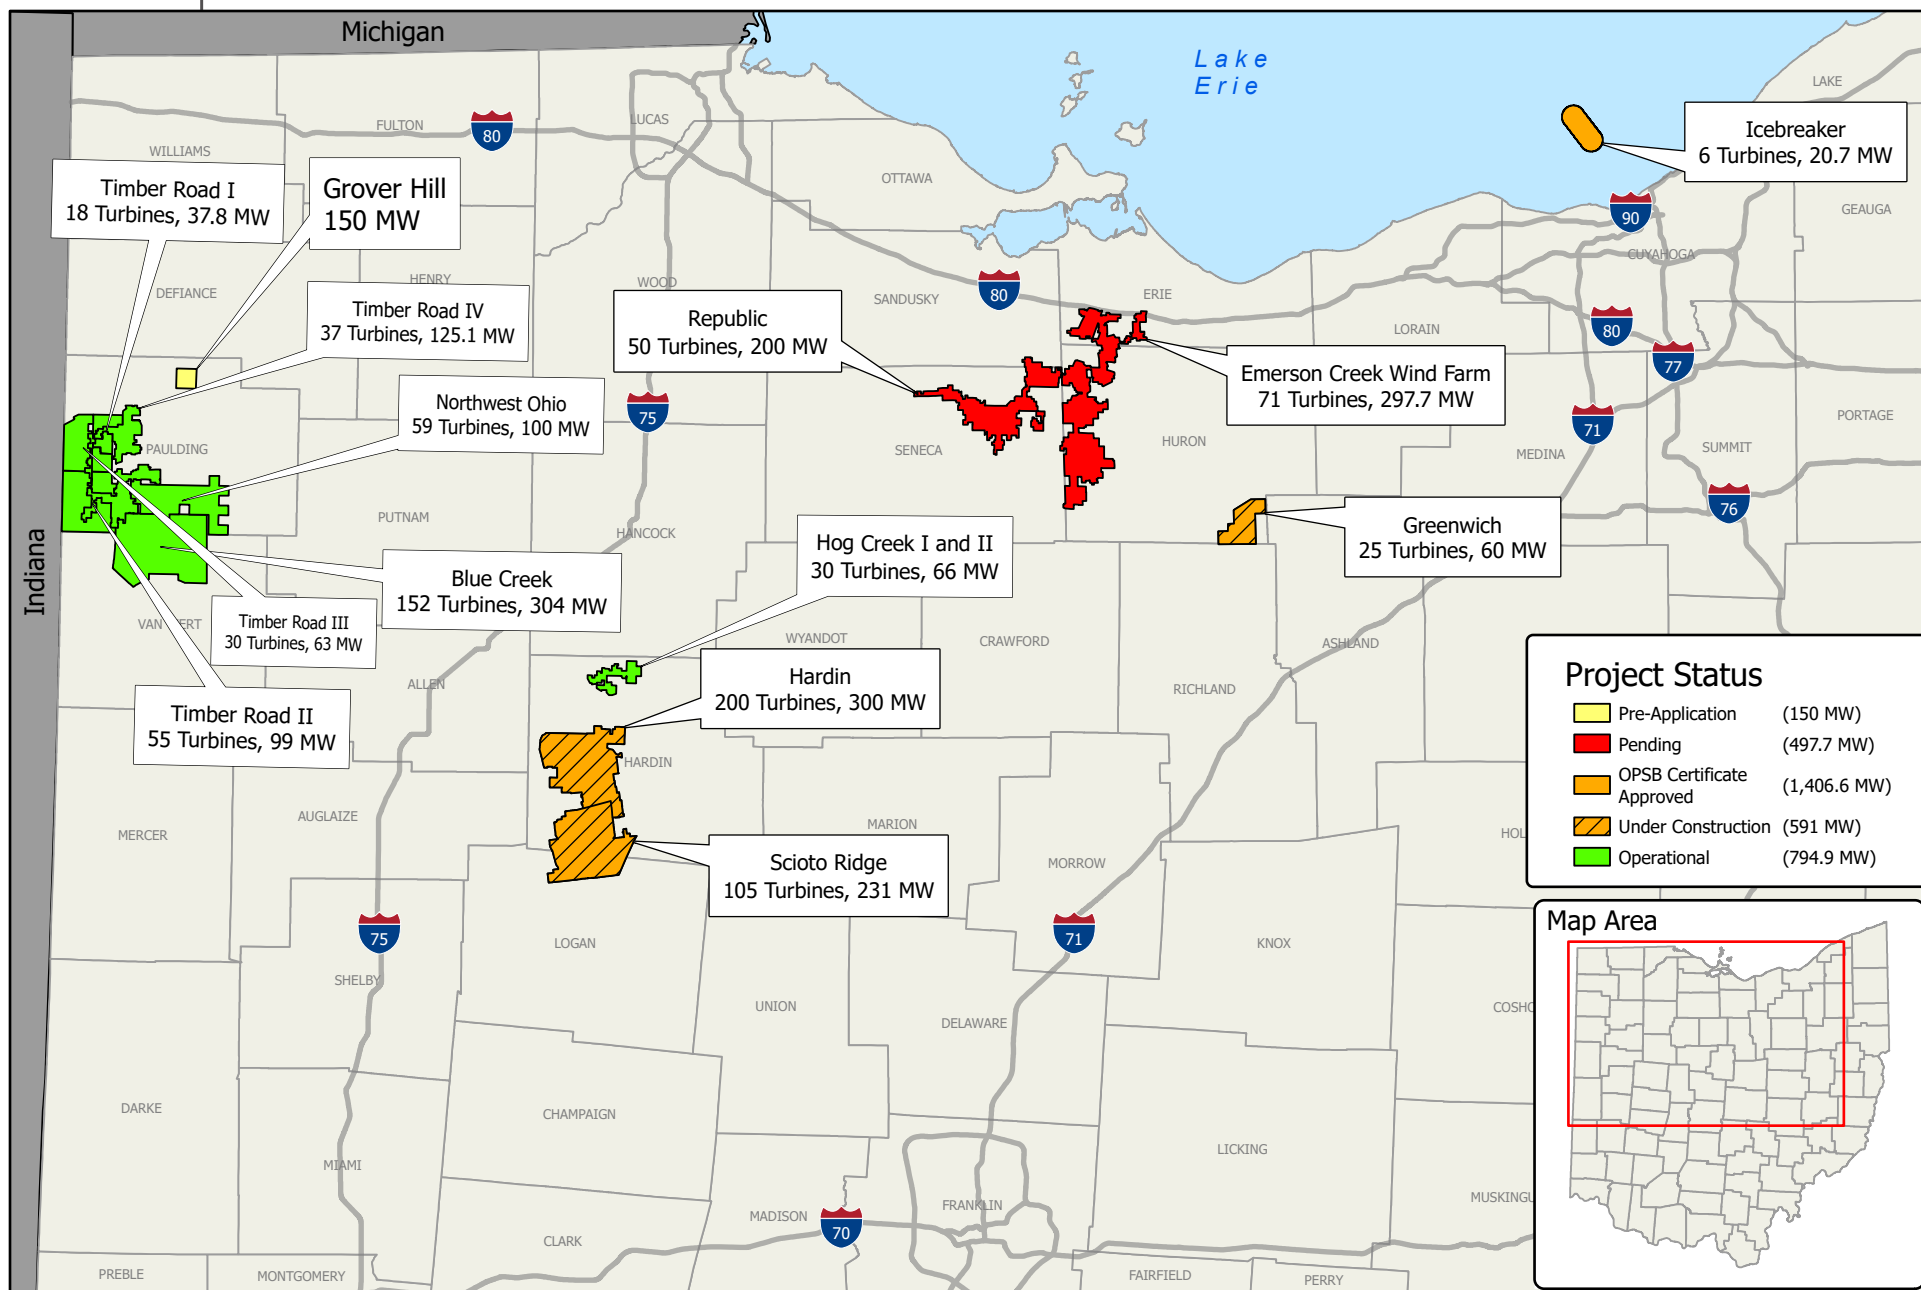 Michigan
Lake
Erie
LAKE
FULTON
80
LUCAS
WILLIAMS
Icebreaker
6 Turbines, 20.7 MW
OTTAWA
Timber Road I
18 Turbines, 37.8 MW
Grover Hill
150 MW
90
GEAUGA
CUYAHOGA
HENRY
DEFIANCE
WOOD
SANDUSKY
80
ERIE
Timber Road IV
37 Turbines, 125.1 MW
Republic
50 Turbines, 200 MW
LORAIN
80
77
Emerson Creek Wind Farm
71 Turbines, 297.7 MW
Northwest Ohio
59 Turbines, 100 MW
75
71
PORTAGE
PAULDING
SENECA
HURON
MEDINA
SUMMIT
76
PUTNAM
HANCOCK
Greenwich
25 Turbines, 60 MW
Hog Creek I and II
30 Turbines, 66 MW
Indiana
Blue Creek
152 Turbines, 304 MW
VAN WERT
Timber Road III
30 Turbines, 63 MW
WYANDOT
CRAWFORD
ASHLAND
ALLEN
RICHLAND
Hardin
200 Turbines, 300 MW
Timber Road II
55 Turbines, 99 MW
HARDIN
Project Status
Pre-Application (150 MW)
Pending (497.7 MW)
OPSB Certificate
Approved (1,406.6 MW)
Under Construction (591 MW)
Operational (794.9 MW)
AUGLAIZE
MERCER
MARION
HOL
MORROW
Scioto Ridge
105 Turbines, 231 MW
75
LOGAN
71
KNOX
Map Area
SHELBY
UNION
DELAWARE
COSHO
DARKE
CHAMPAIGN
LICKING
MIAMI
MUSKINGU
FRANKLIN
MADISON
70
CLARK
PREBLE
MONTGOMERY
FAIRFIELD
PERRY